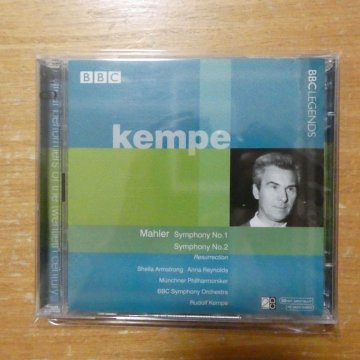 BBC
BBC LEGENDS
kempe
Mahler Symphony No.1
Symphony No.2
Resurrection
Sheila Armstrong Anna Reynolds
Münchner Philharmoniker
BBC Symphony Orchestra
Rudolf Kempe